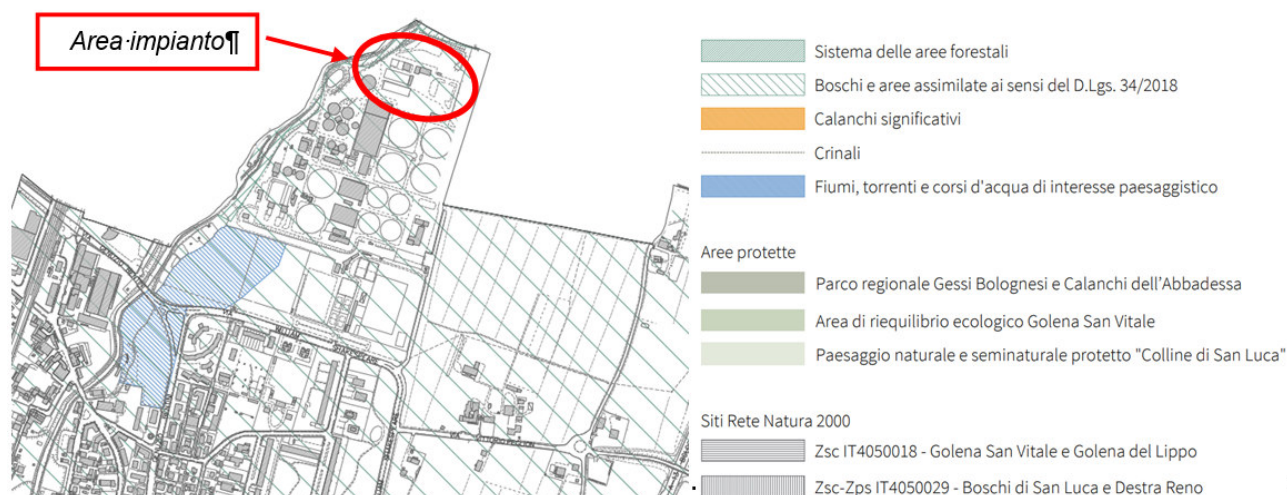 Area·impianto¶
Sistema delle aree forestali
Boschi e aree assimilate ai sensi del D.Lgs. 34/2018
Calanchi significativi
Crinali
Fiumi, torrenti e corsi d'acqua di interesse paesaggistico
Aree protette
Parco regionale Gessi Bolognesi e Calanchi dell'Abbadessa
Area di riequilibrio ecologico Golena San Vitale
Paesaggio naturale e seminaturale protetto "Colline di San Luca"
Siti Rete Natura 2000
Zsc IT4050018 - Golena San Vitale e Golena del Lippo
Zsc-Zps IT4050029 - Boschi di San Luca e Destra Reno